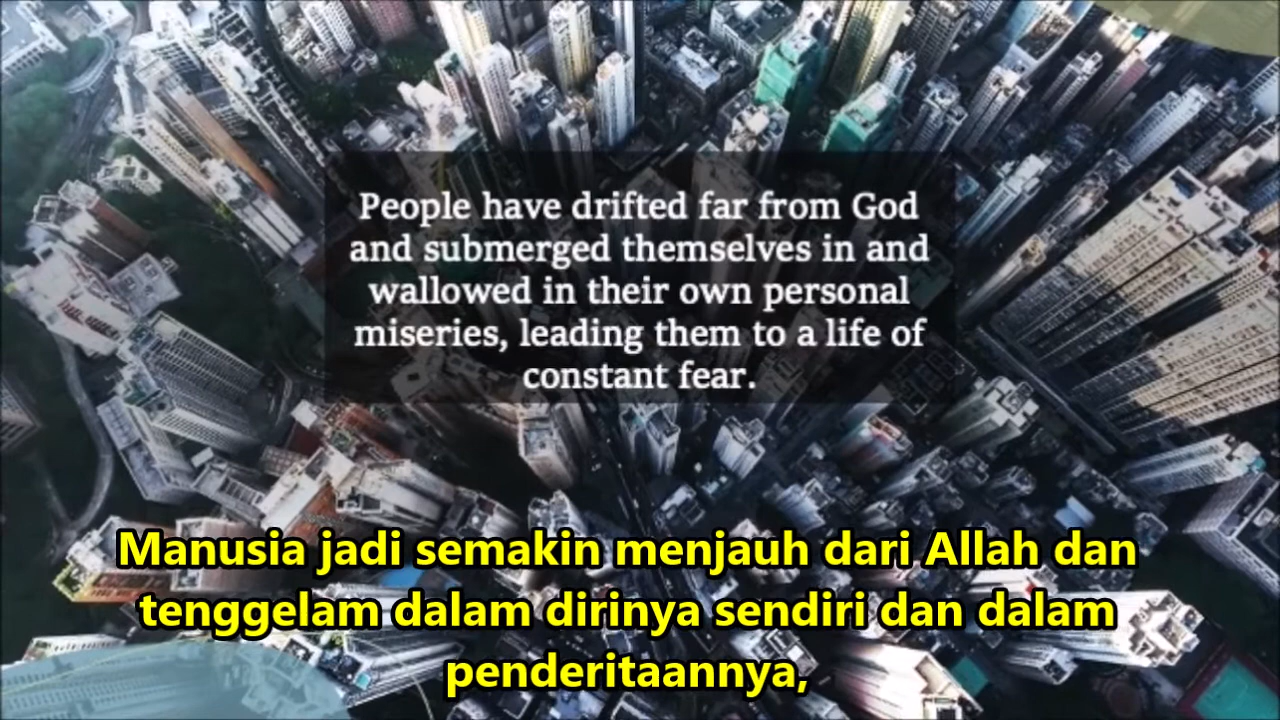 People have drifted far from God
and submerged themselves in and
wallowed in their own personal
miseries, leading them to a life of
constant fear.
Manusia jadi semakin menjauh dari Allah dan
tenggelam dalam dirinya sendiri dan dalam
penderitaannya,